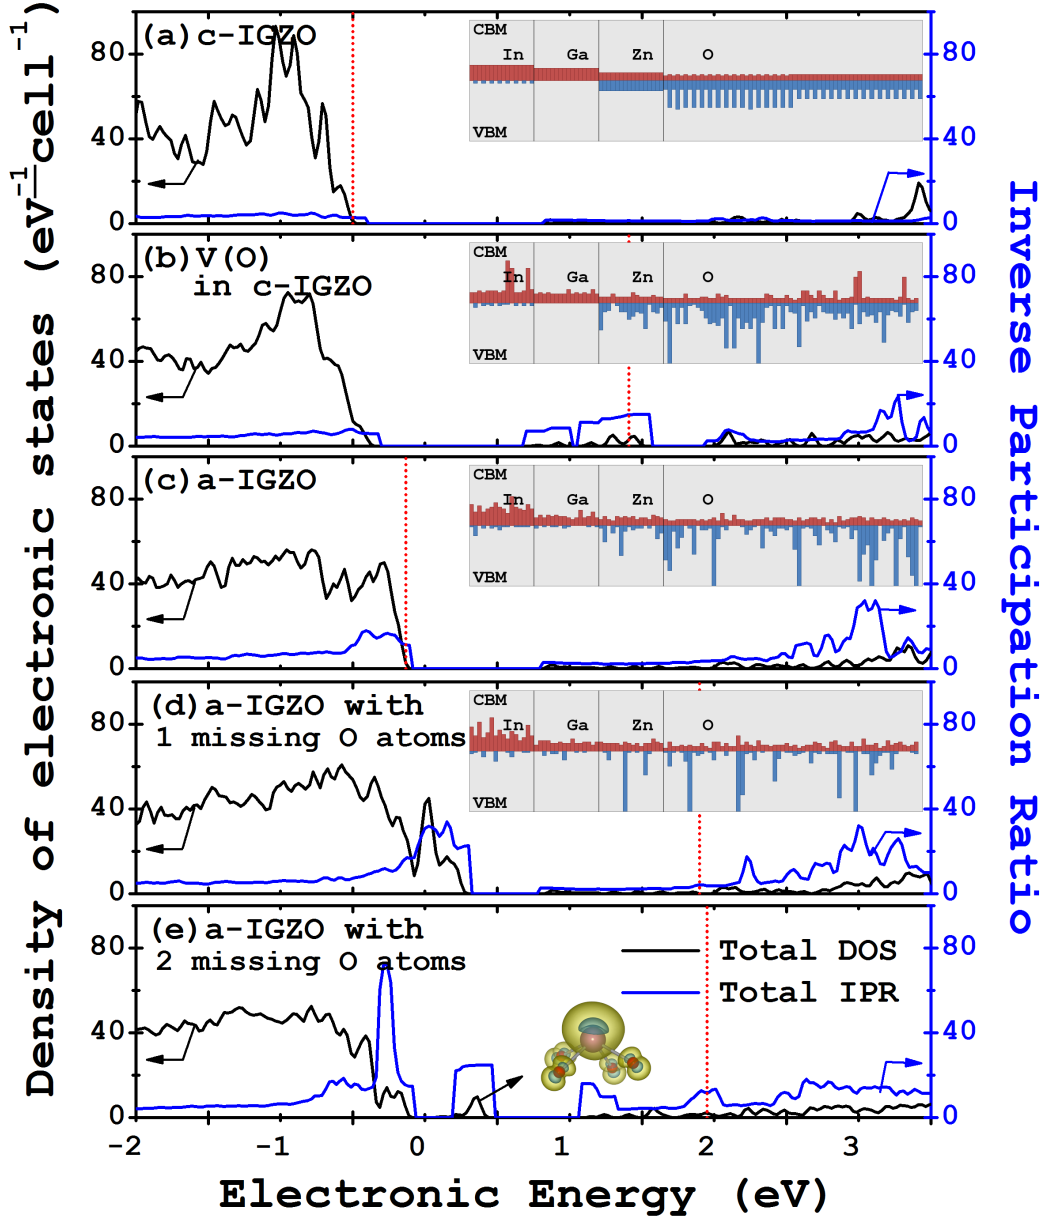 Density of electronic states (eV⁻¹cell⁻¹)
Inverse Participation Ratio
(a)c-IGZO
80
40
0
CBM
In Ga Zn O
VBM
(b)V(O)
in c-IGZO
80
40
0
CBM
In Ga Zn O
VBM
(c)a-IGZO
80
40
0
CBM
In Ga Zn O
VBM
(d)a-IGZO with
1 missing O atoms
80
40
0
CBM
In Ga Zn O
VBM
(e)a-IGZO with
2 missing O atoms
80
40
0
Total DOS
Total IPR
-2 -1 0 1 2 3
Electronic Energy (eV)